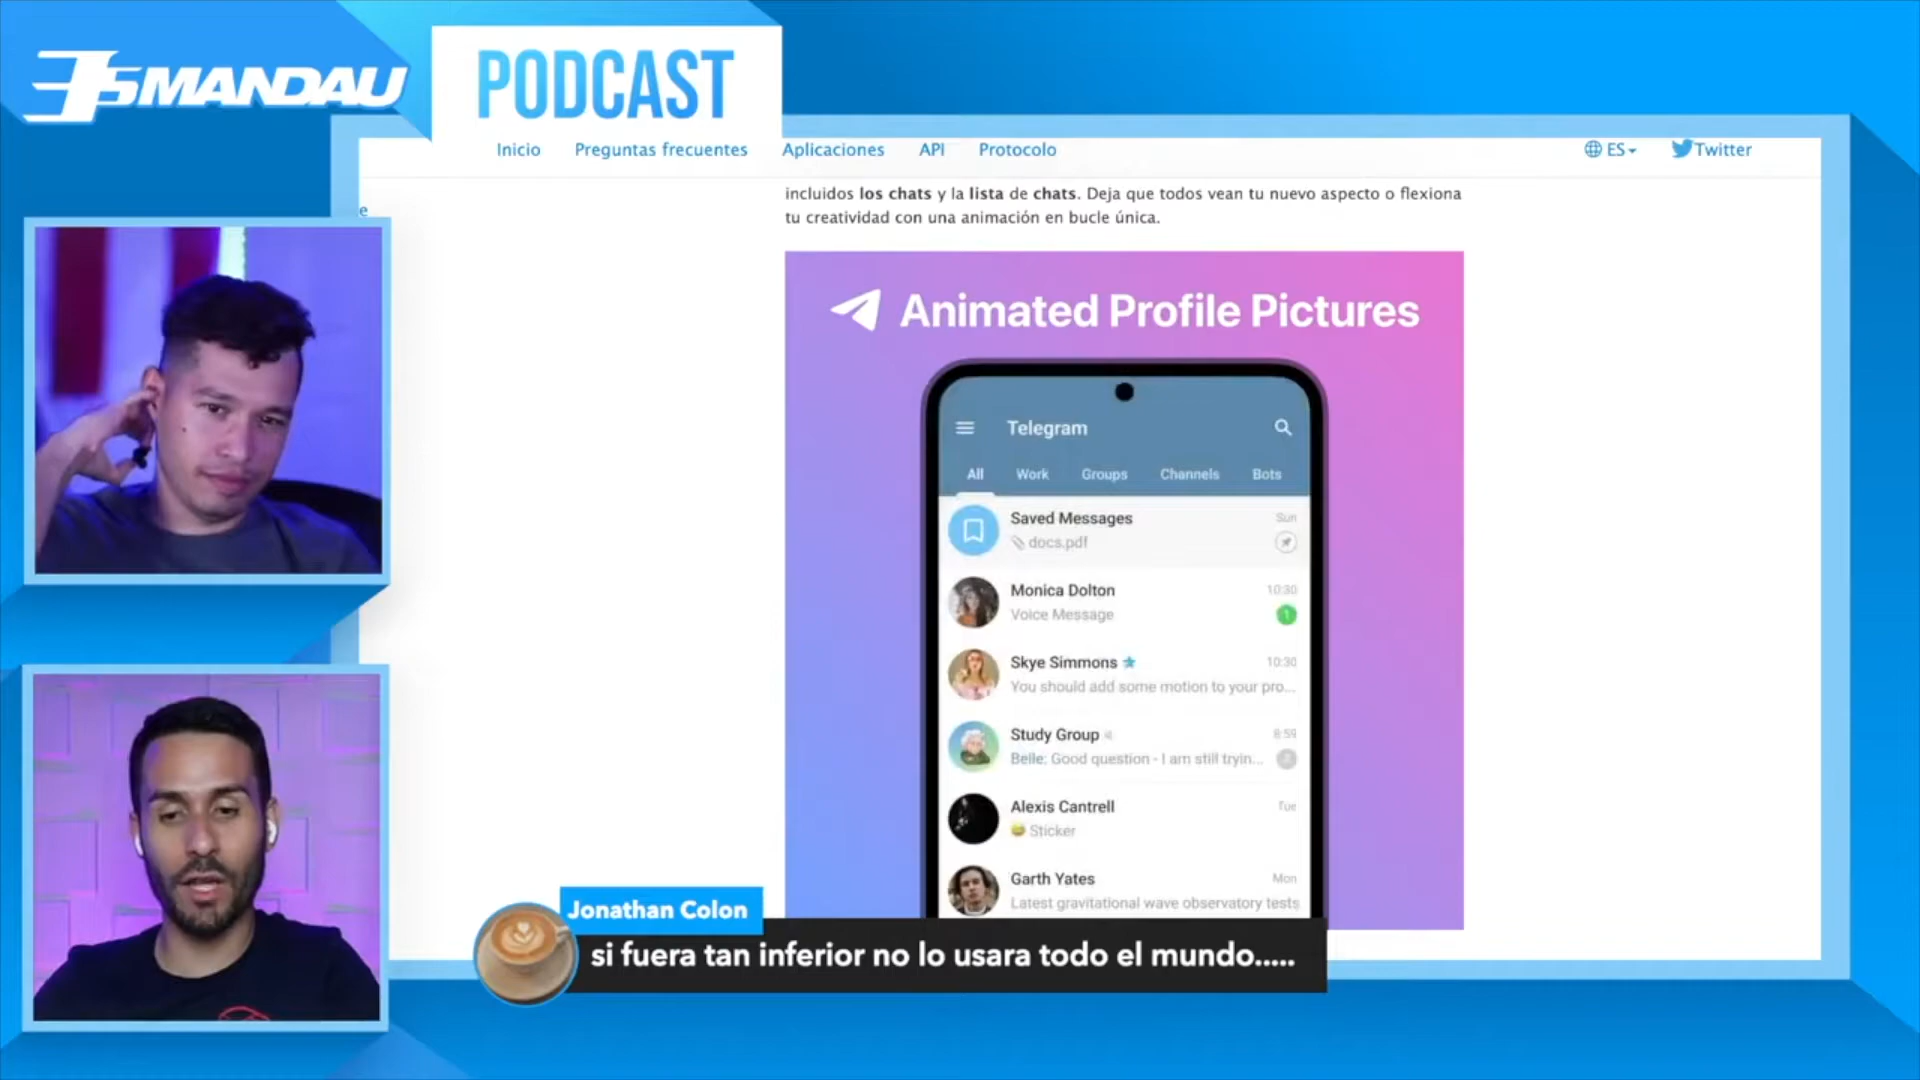 ESMANDAU
PODCAST
Inicio
Preguntas frecuentes
Aplicaciones
API
Protocolo
ES
Twitter
e
incluidos los chats y la lista de chats. Deja que todos vean tu nuevo aspecto o flexiona
tu creatividad con una animación en bucle única.
Animated Profile Pictures
Telegram
All
Work
Groups
Channels
Bots
Saved Messages
Sun
docs.pdf
Monica Dolton
10:30
Voice Message
1
Skye Simmons
10:30
You should add some motion to your pro...
Study Group
8:59
Belle: Good question - I am still tryin...
Alexis Cantrell
Tue
Sticker
Garth Yates
Mon
Latest gravitational wave observatory tests
Jonathan Colon
si fuera tan inferior no lo usara todo el mundo.....